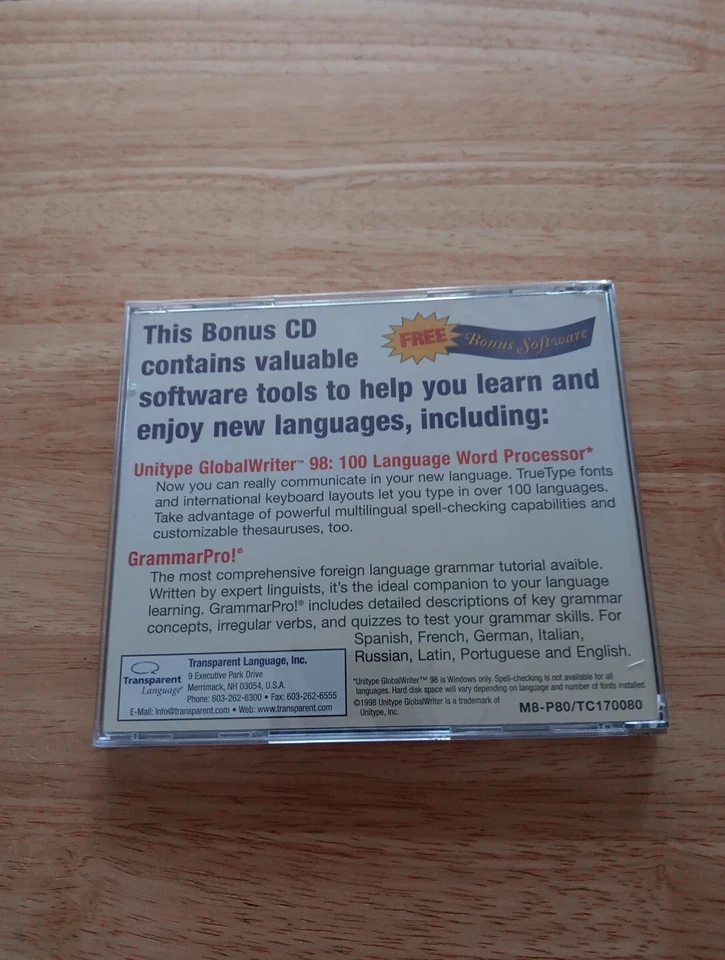 This Bonus CD
FREE Bonus Software
contains valuable
software tools to help you learn and
enjoy new languages, including:
Unitype GlobalWriter™ 98: 100 Language Word Processor*
Now you can really communicate in your new language. TrueType fonts
and international keyboard layouts let you type in over 100 languages.
Take advantage of powerful multilingual spell-checking capabilities and
customizable thesauruses, too.
GrammarPro!®
The most comprehensive foreign language grammar tutorial avaible.
Written by expert linguists, it's the ideal companion to your language
learning. GrammarPro!® includes detailed descriptions of key grammar
concepts, irregular verbs, and quizzes to test your grammar skills. For
Spanish, French, German, Italian,
Russian, Latin, Portuguese and English.
Transparent
Language®
Transparent Language, Inc.
9 Executive Park Drive
Merrimack, NH 03054, U.S.A.
Phone: 603-262-6300 • Fax: 603-262-6555
E-Mail: Info@transparent.com • Web: www.transparent.com
*Unitype GlobalWriter™ 98 is Windows only. Spell-checking is not available for all
languages. Hard disk space will vary depending on language and number of fonts installed.
©1998 Unitype GlobalWriter is a trademark of
Unitype, Inc.
M8-P80/TC170080